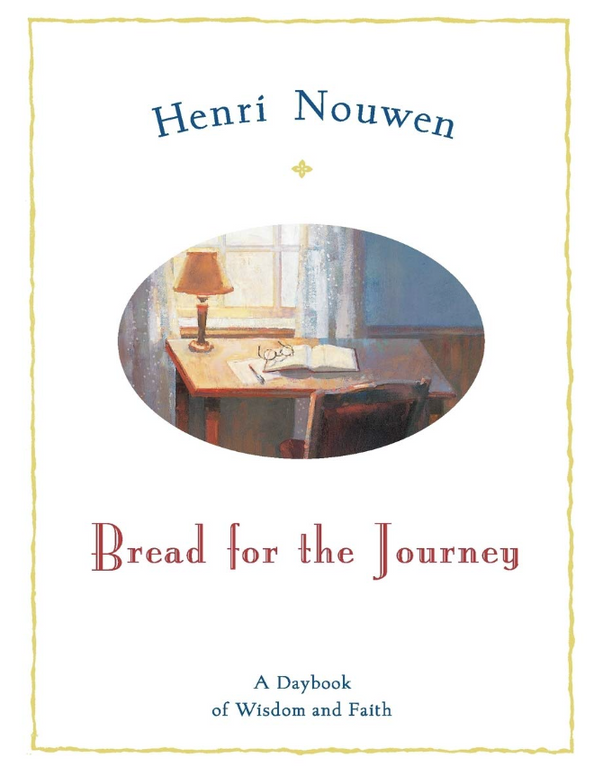 Henri Nouwen
Bread for the Journey
A Daybook
of Wisdom and Faith